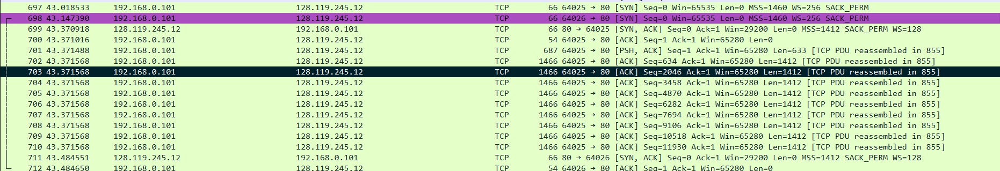 697 43.018533 192.168.0.101 128.119.245.12 TCP 66 64025 → 80 [SYN] Seq=0 Win=65535 Len=0 MSS=1460 WS=256 SACK_PERM
698 43.147390 192.168.0.101 128.119.245.12 TCP 66 64026 → 80 [SYN] Seq=0 Win=65535 Len=0 MSS=1460 WS=256 SACK_PERM
699 43.370918 128.119.245.12 192.168.0.101 TCP 66 80 → 64025 [SYN, ACK] Seq=0 Ack=1 Win=29200 Len=0 MSS=1412 SACK_PERM WS=128
700 43.371016 192.168.0.101 128.119.245.12 TCP 54 64025 → 80 [ACK] Seq=1 Ack=1 Win=65280 Len=0
701 43.371488 192.168.0.101 128.119.245.12 TCP 687 64025 → 80 [PSH, ACK] Seq=1 Ack=1 Win=65280 Len=633 [TCP PDU reassembled in 855]
702 43.371568 192.168.0.101 128.119.245.12 TCP 1466 64025 → 80 [ACK] Seq=634 Ack=1 Win=65280 Len=1412 [TCP PDU reassembled in 855]
703 43.371568 192.168.0.101 128.119.245.12 TCP 1466 64025 → 80 [ACK] Seq=2046 Ack=1 Win=65280 Len=1412 [TCP PDU reassembled in 855]
704 43.371568 192.168.0.101 128.119.245.12 TCP 1466 64025 → 80 [ACK] Seq=3458 Ack=1 Win=65280 Len=1412 [TCP PDU reassembled in 855]
705 43.371568 192.168.0.101 128.119.245.12 TCP 1466 64025 → 80 [ACK] Seq=4870 Ack=1 Win=65280 Len=1412 [TCP PDU reassembled in 855]
706 43.371568 192.168.0.101 128.119.245.12 TCP 1466 64025 → 80 [ACK] Seq=6282 Ack=1 Win=65280 Len=1412 [TCP PDU reassembled in 855]
707 43.371568 192.168.0.101 128.119.245.12 TCP 1466 64025 → 80 [ACK] Seq=7694 Ack=1 Win=65280 Len=1412 [TCP PDU reassembled in 855]
708 43.371568 192.168.0.101 128.119.245.12 TCP 1466 64025 → 80 [ACK] Seq=9106 Ack=1 Win=65280 Len=1412 [TCP PDU reassembled in 855]
709 43.371568 192.168.0.101 128.119.245.12 TCP 1466 64025 → 80 [ACK] Seq=10518 Ack=1 Win=65280 Len=1412 [TCP PDU reassembled in 855]
710 43.371568 192.168.0.101 128.119.245.12 TCP 1466 64025 → 80 [ACK] Seq=11930 Ack=1 Win=65280 Len=1412 [TCP PDU reassembled in 855]
711 43.484551 128.119.245.12 192.168.0.101 TCP 66 80 → 64026 [SYN, ACK] Seq=0 Ack=1 Win=29200 Len=0 MSS=1412 SACK_PERM WS=128
712 43.484650 192.168.0.101 128.119.245.12 TCP 54 64026 → 80 [ACK] Seq=1 Ack=1 Win=65280 Len=0